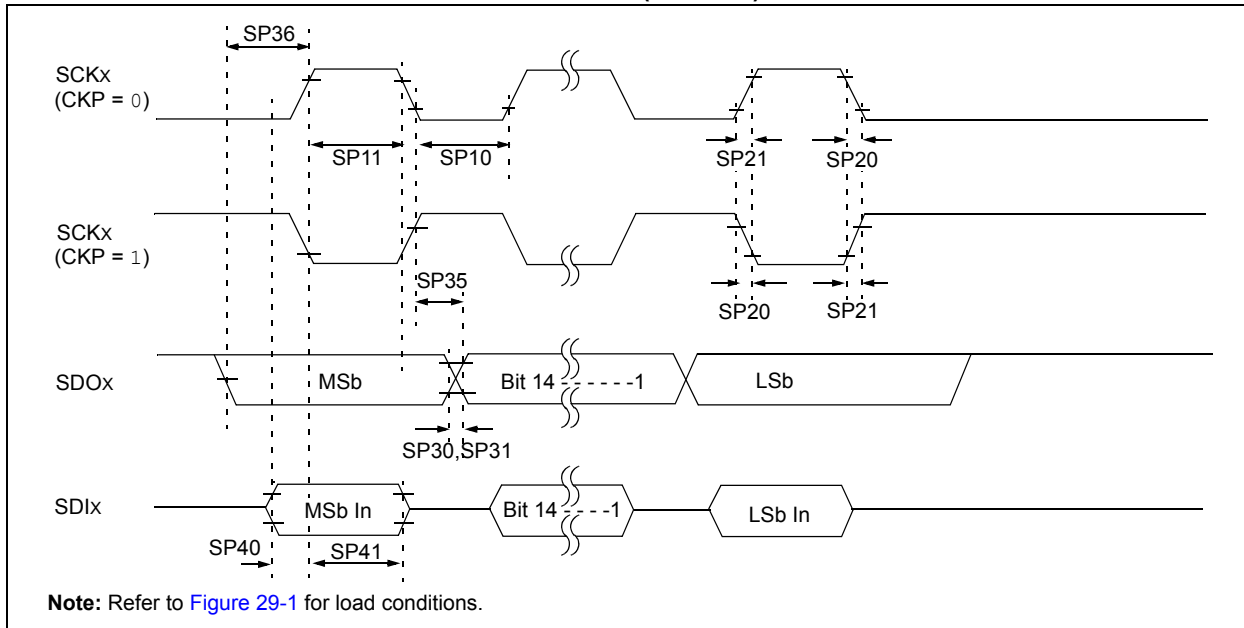 SP36
SCKx
(CKP = 0)
SP11
SP10
SP21
SP20
SCKx
(CKP = 1)
SP35
SP20
SP21
SDOx
MSb
Bit 14 - - - - - -1
LSb
SP30,SP31
SDIx
MSb In
Bit 14 - - - -1
LSb In
SP40
SP41
Note: Refer to Figure 29-1 for load conditions.